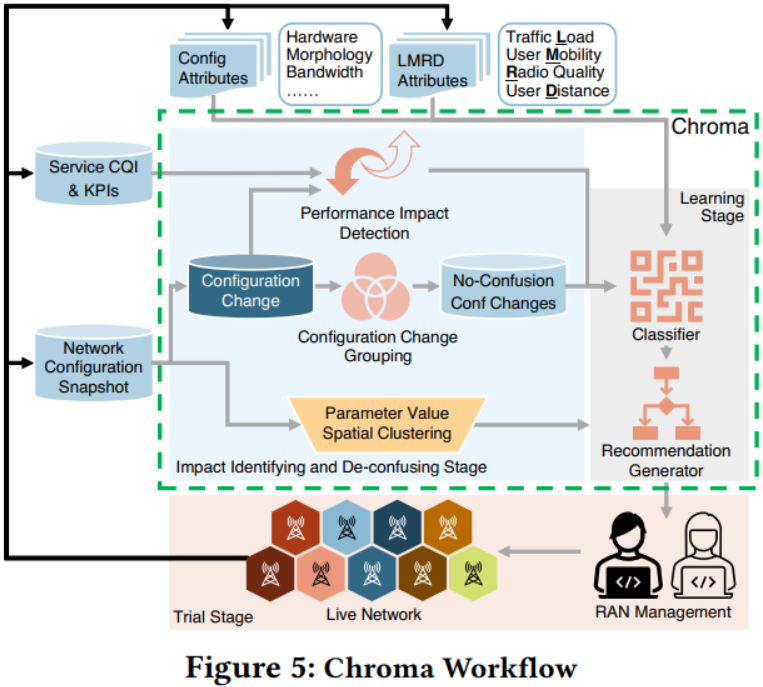 Config
Attributes
Hardware
Morphology
Bandwidth
......
LMRD
Attributes
Traffic Load
User Mobility
Radio Quality
User Distance
Chroma
Service CQI
& KPIs
Performance Impact
Detection
Learning
Stage
Configuration
Change
Configuration Change
Grouping
No-Confusion
Conf Changes
Classifier
Network
Configuration
Snapshot
Parameter Value
Spatial Clustering
Recommendation
Generator
Impact Identifying and De-confusing Stage
</>
</>
Trial Stage
Live Network
RAN Management
Figure 5: Chroma Workflow